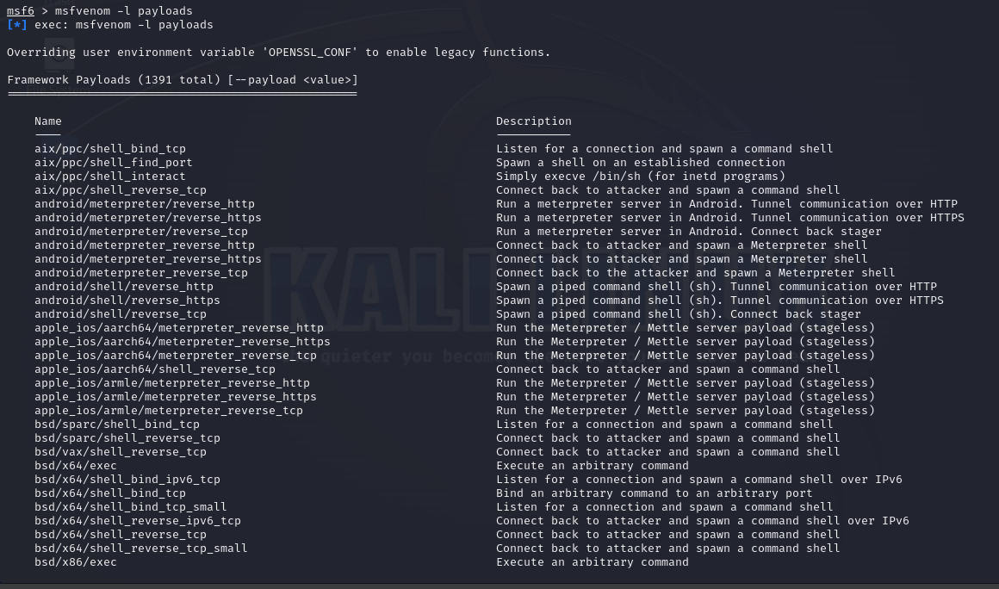 msf6 > msfvenom -l payloads
[*] exec: msfvenom -l payloads
Overriding user environment variable 'OPENSSL_CONF' to enable legacy functions.
Framework Payloads (1391 total) [--payload <value>]
Name Description
aix/ppc/shell_bind_tcp Listen for a connection and spawn a command shell
aix/ppc/shell_find_port Spawn a shell on an established connection
aix/ppc/shell_interact Simply execve /bin/sh (for inetd programs)
aix/ppc/shell_reverse_tcp Connect back to attacker and spawn a command shell
android/meterpreter/reverse_http Run a meterpreter server in Android. Tunnel communication over HTTP
android/meterpreter/reverse_https Run a meterpreter server in Android. Tunnel communication over HTTPS
android/meterpreter/reverse_tcp Run a meterpreter server in Android. Connect back stager
android/meterpreter_reverse_http Connect back to attacker and spawn a Meterpreter shell
android/meterpreter_reverse_https Connect back to attacker and spawn a Meterpreter shell
android/meterpreter_reverse_tcp Connect back to the attacker and spawn a Meterpreter shell
android/shell/reverse_http Spawn a piped command shell (sh). Tunnel communication over HTTP
android/shell/reverse_https Spawn a piped command shell (sh). Tunnel communication over HTTPS
android/shell/reverse_tcp Spawn a piped command shell (sh). Connect back stager
apple_ios/aarch64/meterpreter_reverse_http Run the Meterpreter / Mettle server payload (stageless)
apple_ios/aarch64/meterpreter_reverse_https Run the Meterpreter / Mettle server payload (stageless)
apple_ios/aarch64/meterpreter_reverse_tcp Run the Meterpreter / Mettle server payload (stageless)
apple_ios/aarch64/shell_reverse_tcp Connect back to attacker and spawn a command shell
apple_ios/armle/meterpreter_reverse_http Run the Meterpreter / Mettle server payload (stageless)
apple_ios/armle/meterpreter_reverse_https Run the Meterpreter / Mettle server payload (stageless)
apple_ios/armle/meterpreter_reverse_tcp Run the Meterpreter / Mettle server payload (stageless)
bsd/sparc/shell_bind_tcp Listen for a connection and spawn a command shell
bsd/sparc/shell_reverse_tcp Connect back to attacker and spawn a command shell
bsd/vax/shell_reverse_tcp Connect back to attacker and spawn a command shell
bsd/x64/exec Execute an arbitrary command
bsd/x64/shell_bind_ipv6_tcp Listen for a connection and spawn a command shell over IPv6
bsd/x64/shell_bind_tcp Bind an arbitrary command to an arbitrary port
bsd/x64/shell_bind_tcp_small Listen for a connection and spawn a command shell
bsd/x64/shell_reverse_ipv6_tcp Connect back to attacker and spawn a command shell over IPv6
bsd/x64/shell_reverse_tcp Connect back to attacker and spawn a command shell
bsd/x64/shell_reverse_tcp_small Connect back to attacker and spawn a command shell
bsd/x86/exec Execute an arbitrary command
KALI
quieter you becom